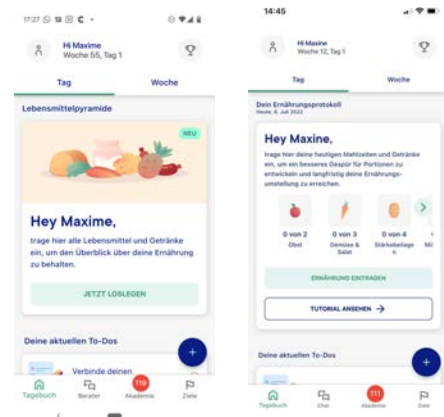 17:27
Hi Maxime
Woche 55, Tag 1
Tag Woche
Lebensmittelpyramide
NEU
Hey Maxime,
trage hier alle Lebensmittel und Getränke
ein, um den Überblick über deine Ernährung
zu behalten.
JETZT LOSLEGEN
Deine aktuellen To-Dos
+
Verbinde deinen
119
Tagebuch Berater Akademie Ziele
14:45
Hi Maxine
Woche 12, Tag 1
Tag Woche
Dein Ernährungsprotokoll
Heute, 6. Juli 2023
Hey Maxine,
trage hier deine heutigen Mahlzeiten und Getränke
ein, um ein besseres Gespür für Portionen zu
entwickeln und langfristig deine Ernährungs-
umstellung zu erreichen.
0 von 2 0 von 3 0 von 4
Obst Gemüse & Stärkebeilage
Salat n
ERNÄHRUNG EINTRAGEN
TUTORIAL ANSEHEN →
Deine aktuellen To-Dos
+
111
Tagebuch Chat Akademie Ziele